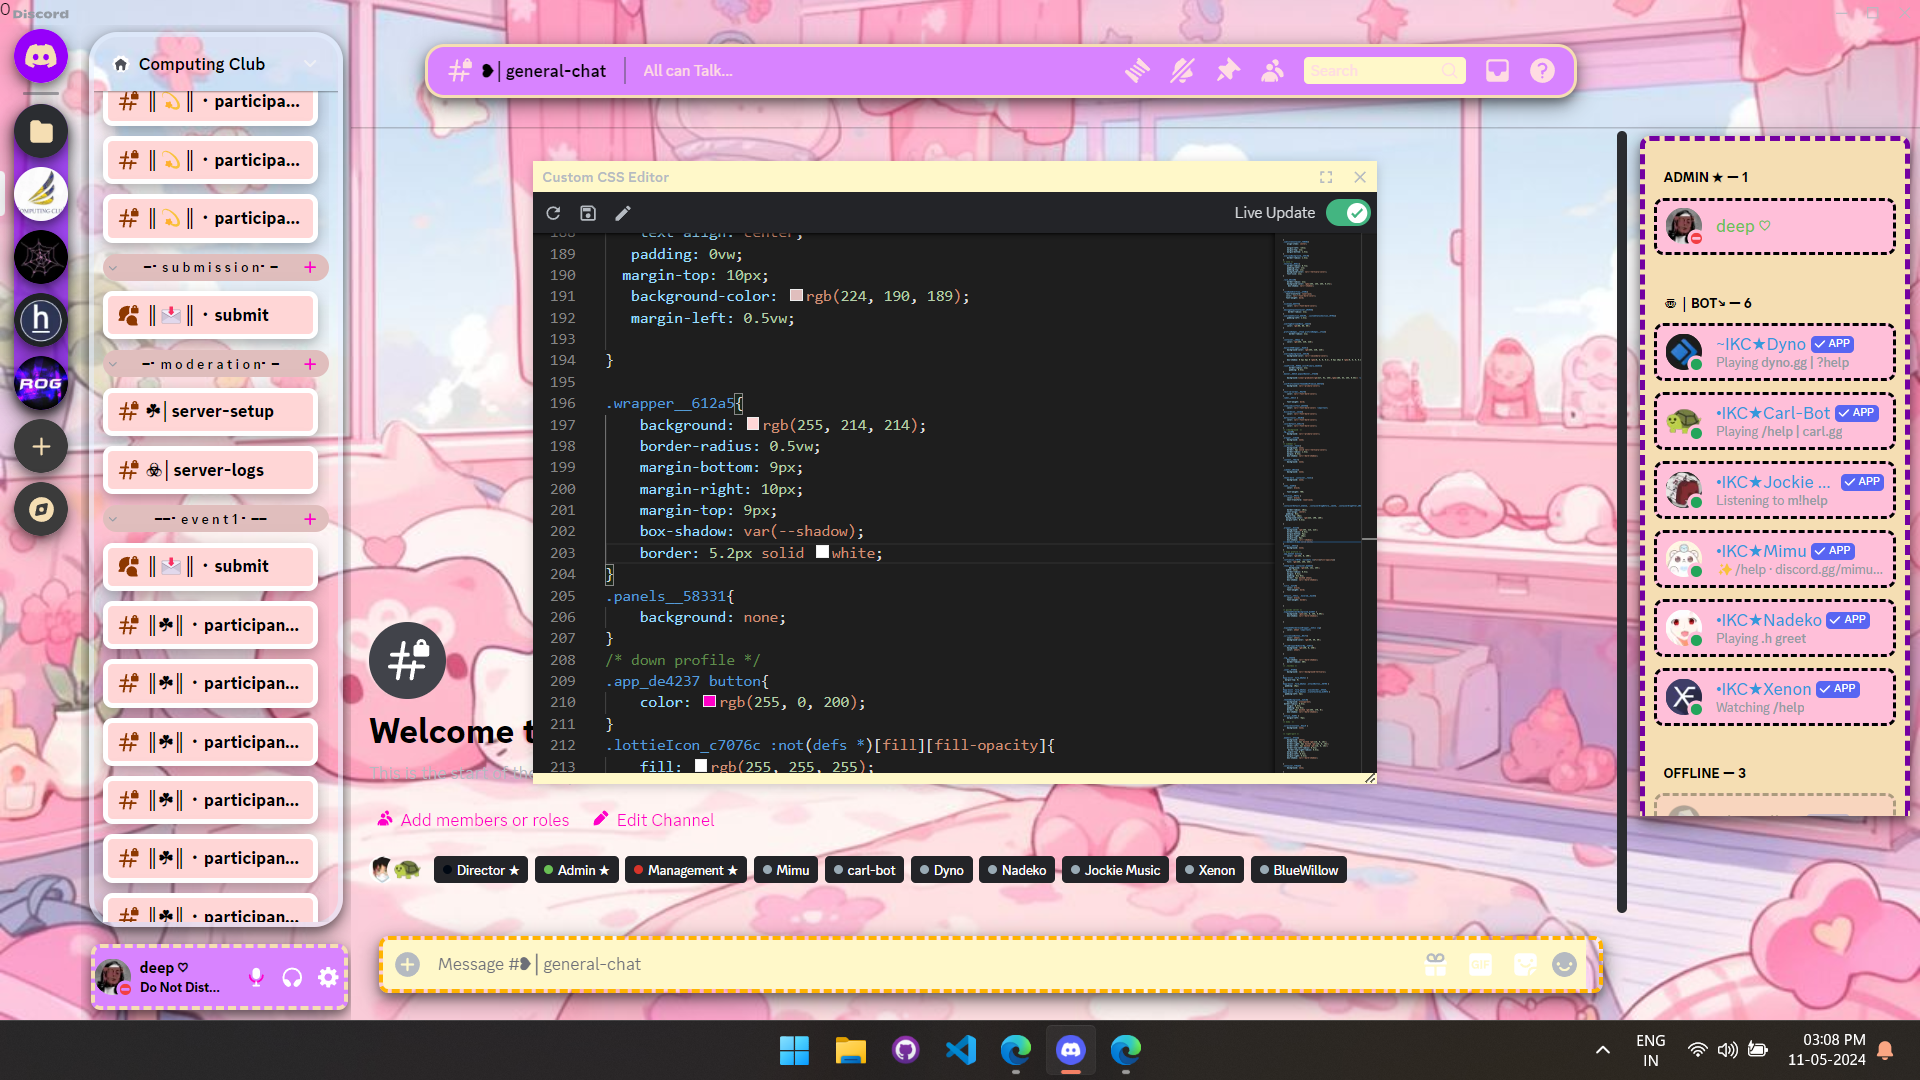 Discord
Computing Club
participa...
participa...
participa...
submission
submit
moderation
server-setup
server-logs
event1
submit
participan...
participan...
participan...
participan...
participan...
participan...
deep ♡
Do Not Dist...
COMPUTING CLUB
h
ROG
general-chat
All can Talk...
Search
Custom CSS Editor
Live Update
188 text-align: center;
189 padding: 0vw;
190 margin-top: 10px;
191 background-color: rgb(224, 190, 189);
192 margin-left: 0.5vw;
193
194 }
195
196 .wrapper__612a5{
197 background: rgb(255, 214, 214);
198 border-radius: 0.5vw;
199 margin-bottom: 9px;
200 margin-right: 10px;
201 margin-top: 9px;
202 box-shadow: var(--shadow);
203 border: 5.2px solid white;
204 }
205 .panels__58331{
206 background: none;
207 }
208 /* down profile */
209 .app_de4237 button{
210 color: rgb(255, 0, 200);
211 }
212 .lottieIcon_c7076c :not(defs *)[fill][fill-opacity]{
213 fill: rgb(255, 255, 255);
Welcome t
This is the start of the
Add members or roles
Edit Channel
Director ★
Admin ★
Management ★
Mimu
carl-bot
Dyno
Nadeko
Jockie Music
Xenon
BlueWillow
Message #❥│general-chat
GIF
ADMIN ★ — 1
deep ♡
| BOT↘ — 6
~IKC★Dyno ✓ APP
Playing dyno.gg | ?help
•IKC★Carl-Bot ✓ APP
Playing /help | carl.gg
•IKC★Jockie ... ✓ APP
Listening to m!help
•IKC★Mimu ✓ APP
✨ /help · discord.gg/mimu...
•IKC★Nadeko ✓ APP
Playing .h greet
•IKC★Xenon ✓ APP
Watching /help
OFFLINE — 3
ENG
IN
03:08 PM
11-05-2024